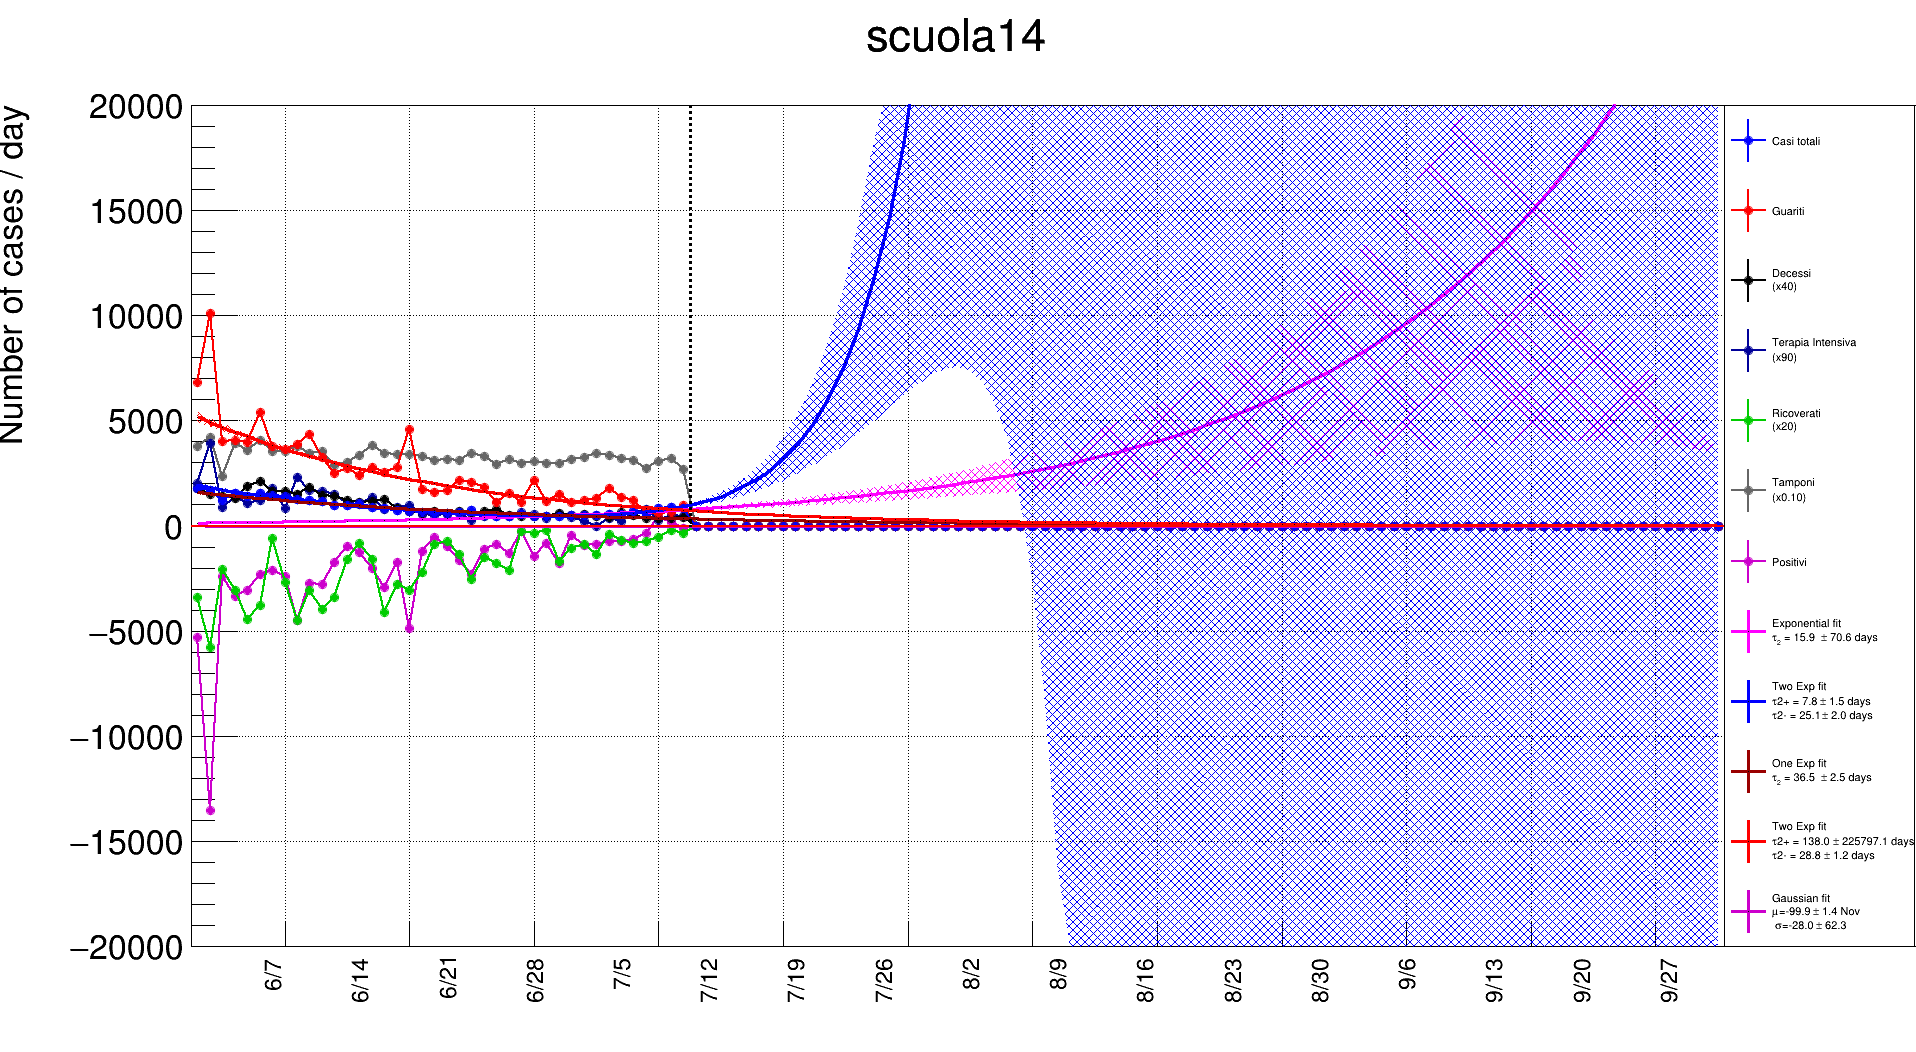 scuola14
Number of cases / day
20000
15000
10000
5000
0
−5000
−10000
−15000
−20000
6/7
6/14
6/21
6/28
7/5
7/12
7/19
7/26
8/2
8/9
8/16
8/23
8/30
9/6
9/13
9/20
9/27
Casi totali
Guariti
Decessi
(x40)
Terapia Intensiva
(x90)
Ricoverati
(x20)
Tamponi
(x0.10)
Positivi
Exponential fit
τ₂ = 15.9 ± 70.6 days
Two Exp fit
τ2+ = 7.8 ± 1.5 days
τ2- = 25.1 ± 2.0 days
One Exp fit
τ₂ = 36.5 ± 2.5 days
Two Exp fit
τ2+ = 138.0 ± 225797.1 days
τ2- = 28.8 ± 1.2 days
Gaussian fit
μ=-99.9 ± 1.4 Nov
σ=-28.0 ± 62.3